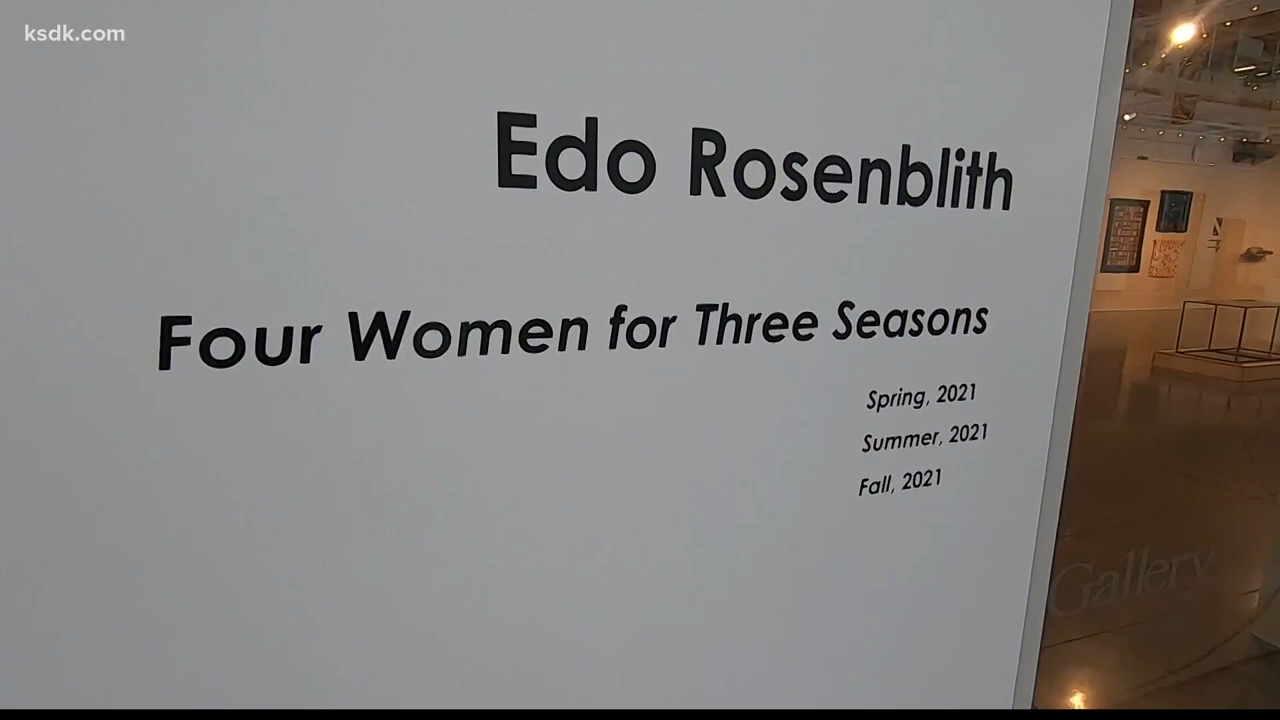 ksdk.com
Edo Rosenblith
Four Women for Three Seasons
Spring, 2021
Summer, 2021
Fall, 2021
Gallery